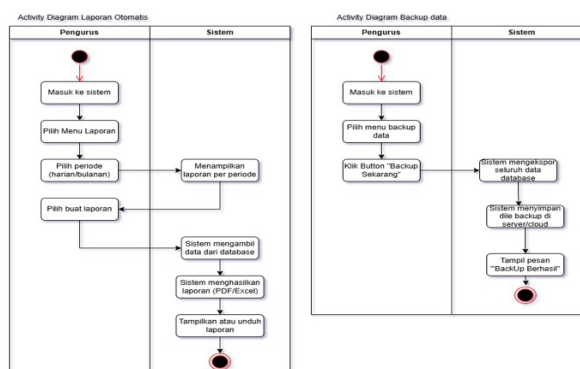 Activity Diagram Laporan Otomatis
Pengurus
Sistem
Masuk ke sistem
Pilih Menu Laporan
Pilih periode
(harian/bulanan)
Menampilkan
laporan per periode
Pilih buat laporan
Sistem mengambil
data dari database
Sistem menghasilkan
laporan (PDF/Excel)
Tampilkan atau unduh
laporan
Activity Diagram Backup data
Pengurus
Sistem
Masuk ke sistem
Pilih menu backup
data
Klik Button "Backup
Sekarang"
Sistem mengekspor
seluruh data
database
Sistem menyimpan
dile backup di
server/cloud
Tampil pesan
"BackUp Berhasil"